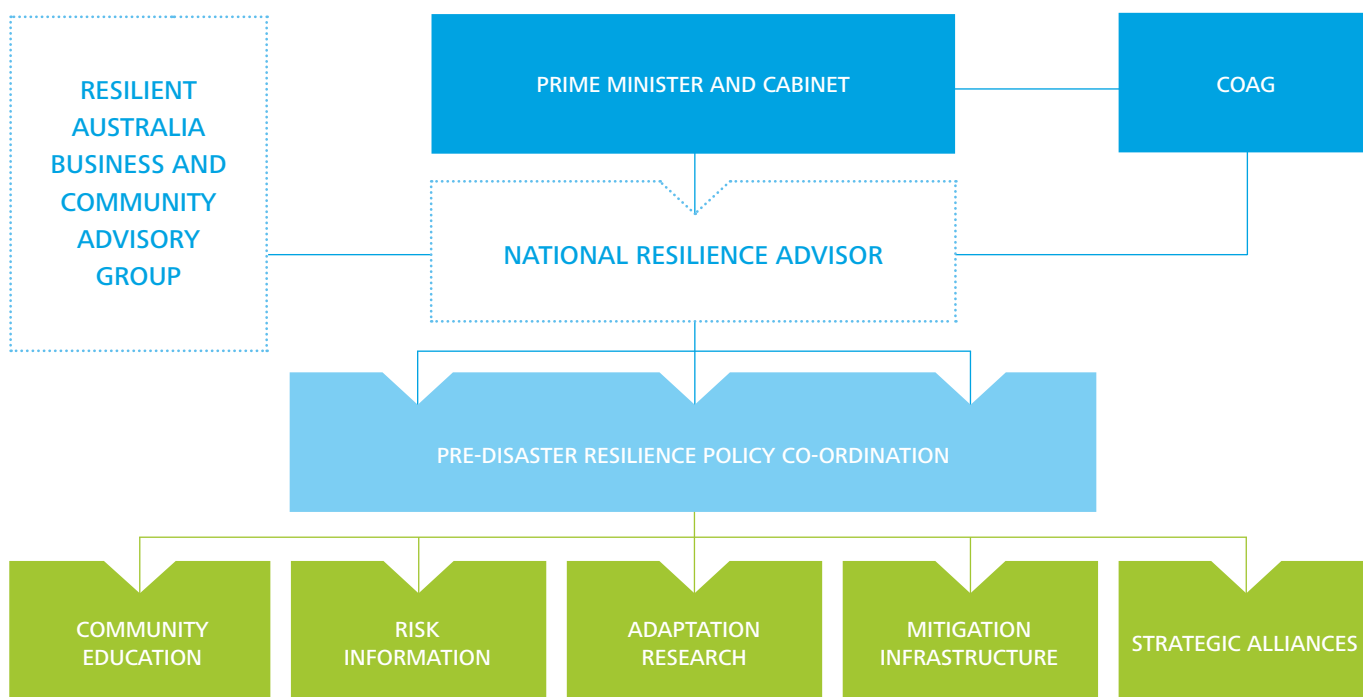 RESILIENT
AUSTRALIA
BUSINESS AND
COMMUNITY
ADVISORY
GROUP
PRIME MINISTER AND CABINET
COAG
NATIONAL RESILIENCE ADVISOR
PRE-DISASTER RESILIENCE POLICY CO-ORDINATION
COMMUNITY
EDUCATION
RISK
INFORMATION
ADAPTATION
RESEARCH
MITIGATION
INFRASTRUCTURE
STRATEGIC ALLIANCES